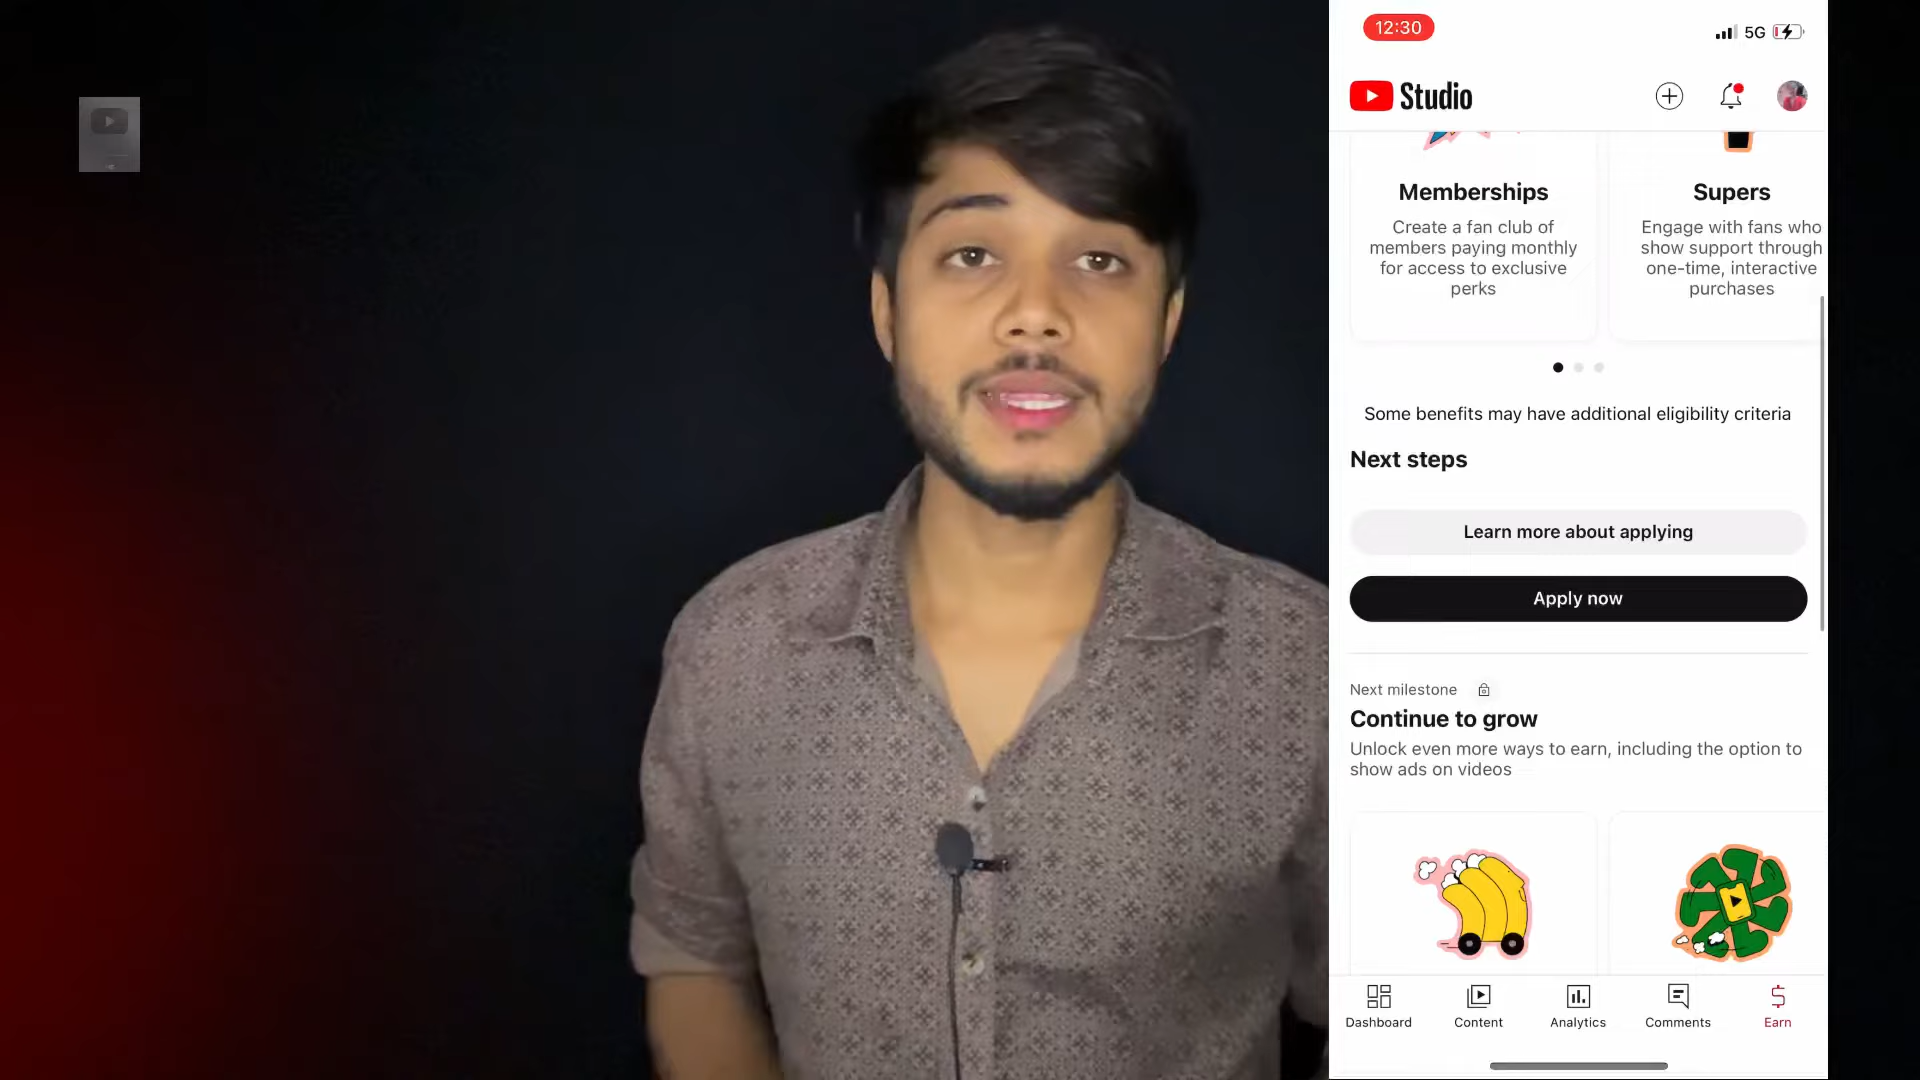 12:30
5G
Studio
Memberships
Create a fan club of
members paying monthly
for access to exclusive
perks
Supers
Engage with fans who
show support through
one-time, interactive
purchases
Some benefits may have additional eligibility criteria
Next steps
Learn more about applying
Apply now
Next milestone
Continue to grow
Unlock even more ways to earn, including the option to
show ads on videos
Dashboard
Content
Analytics
Comments
Earn